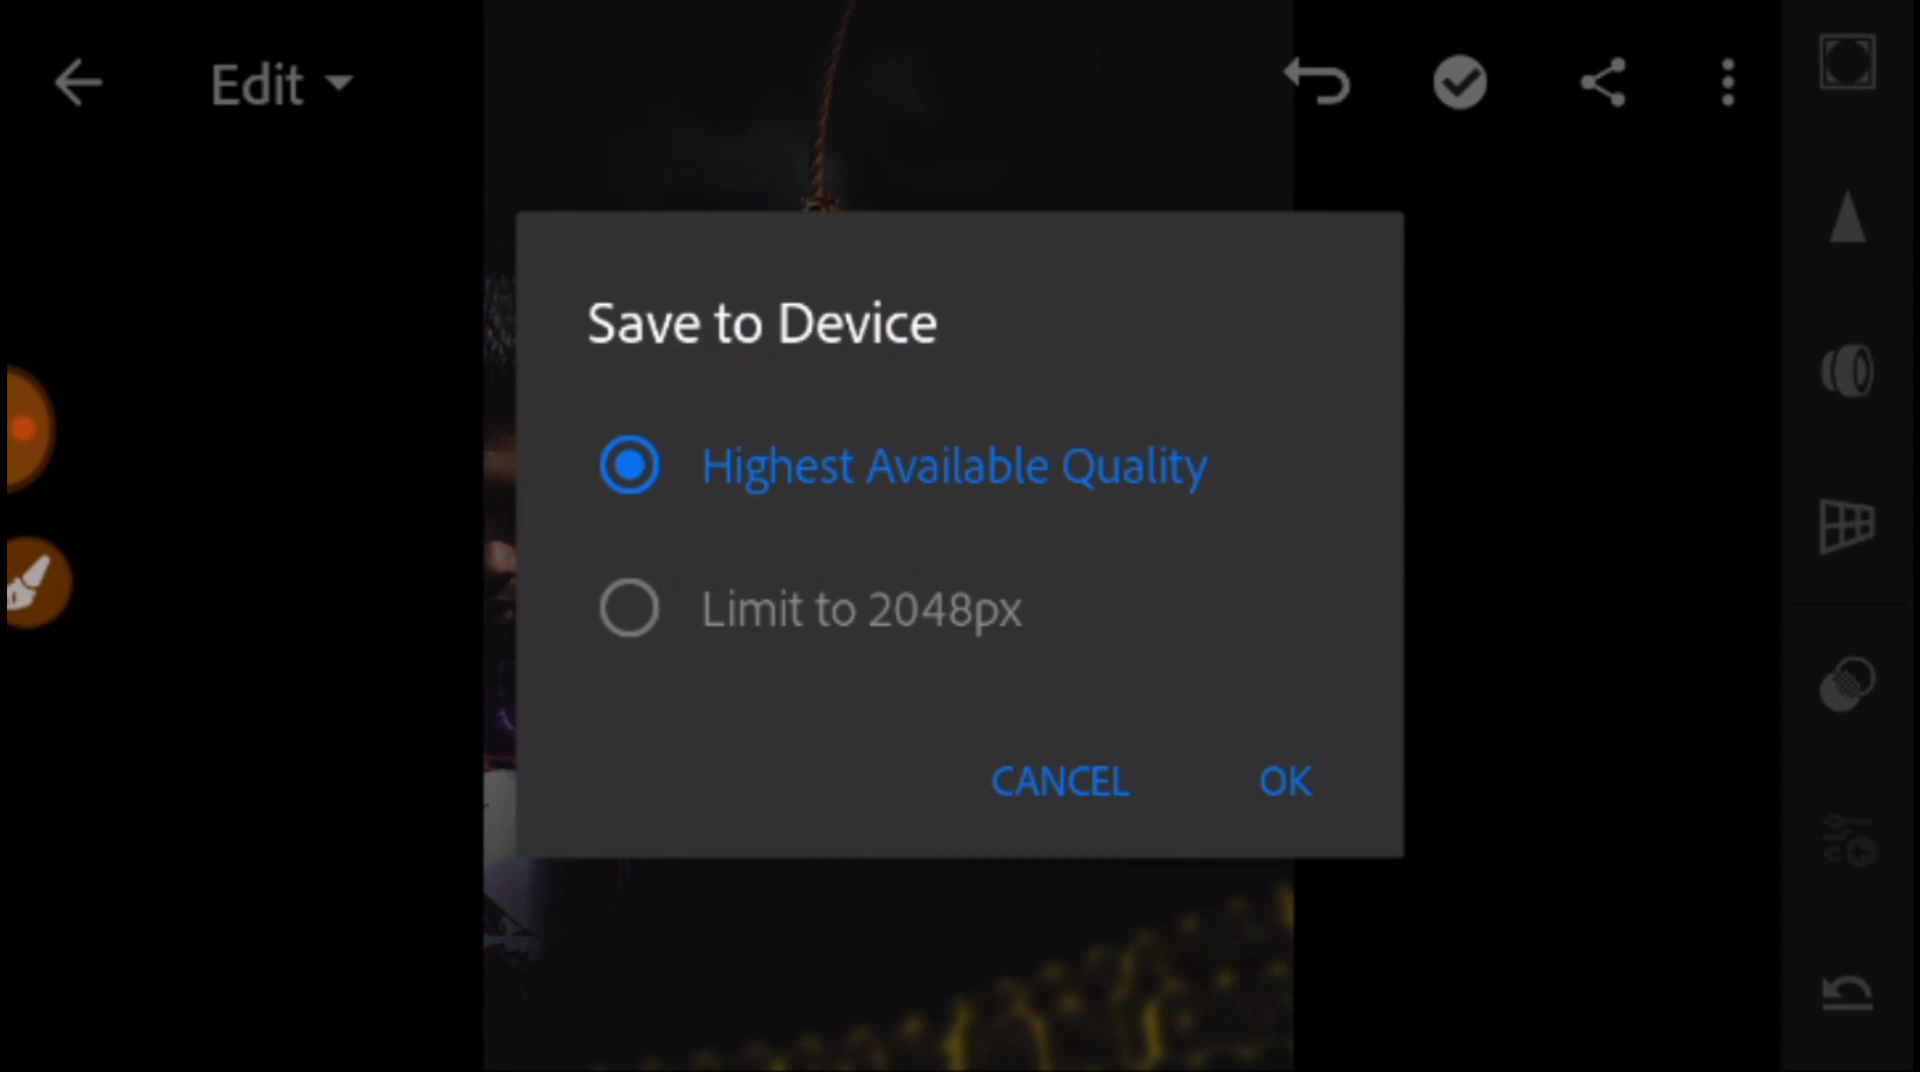 Edit
Save to Device
Highest Available Quality
Limit to 2048px
CANCEL OK